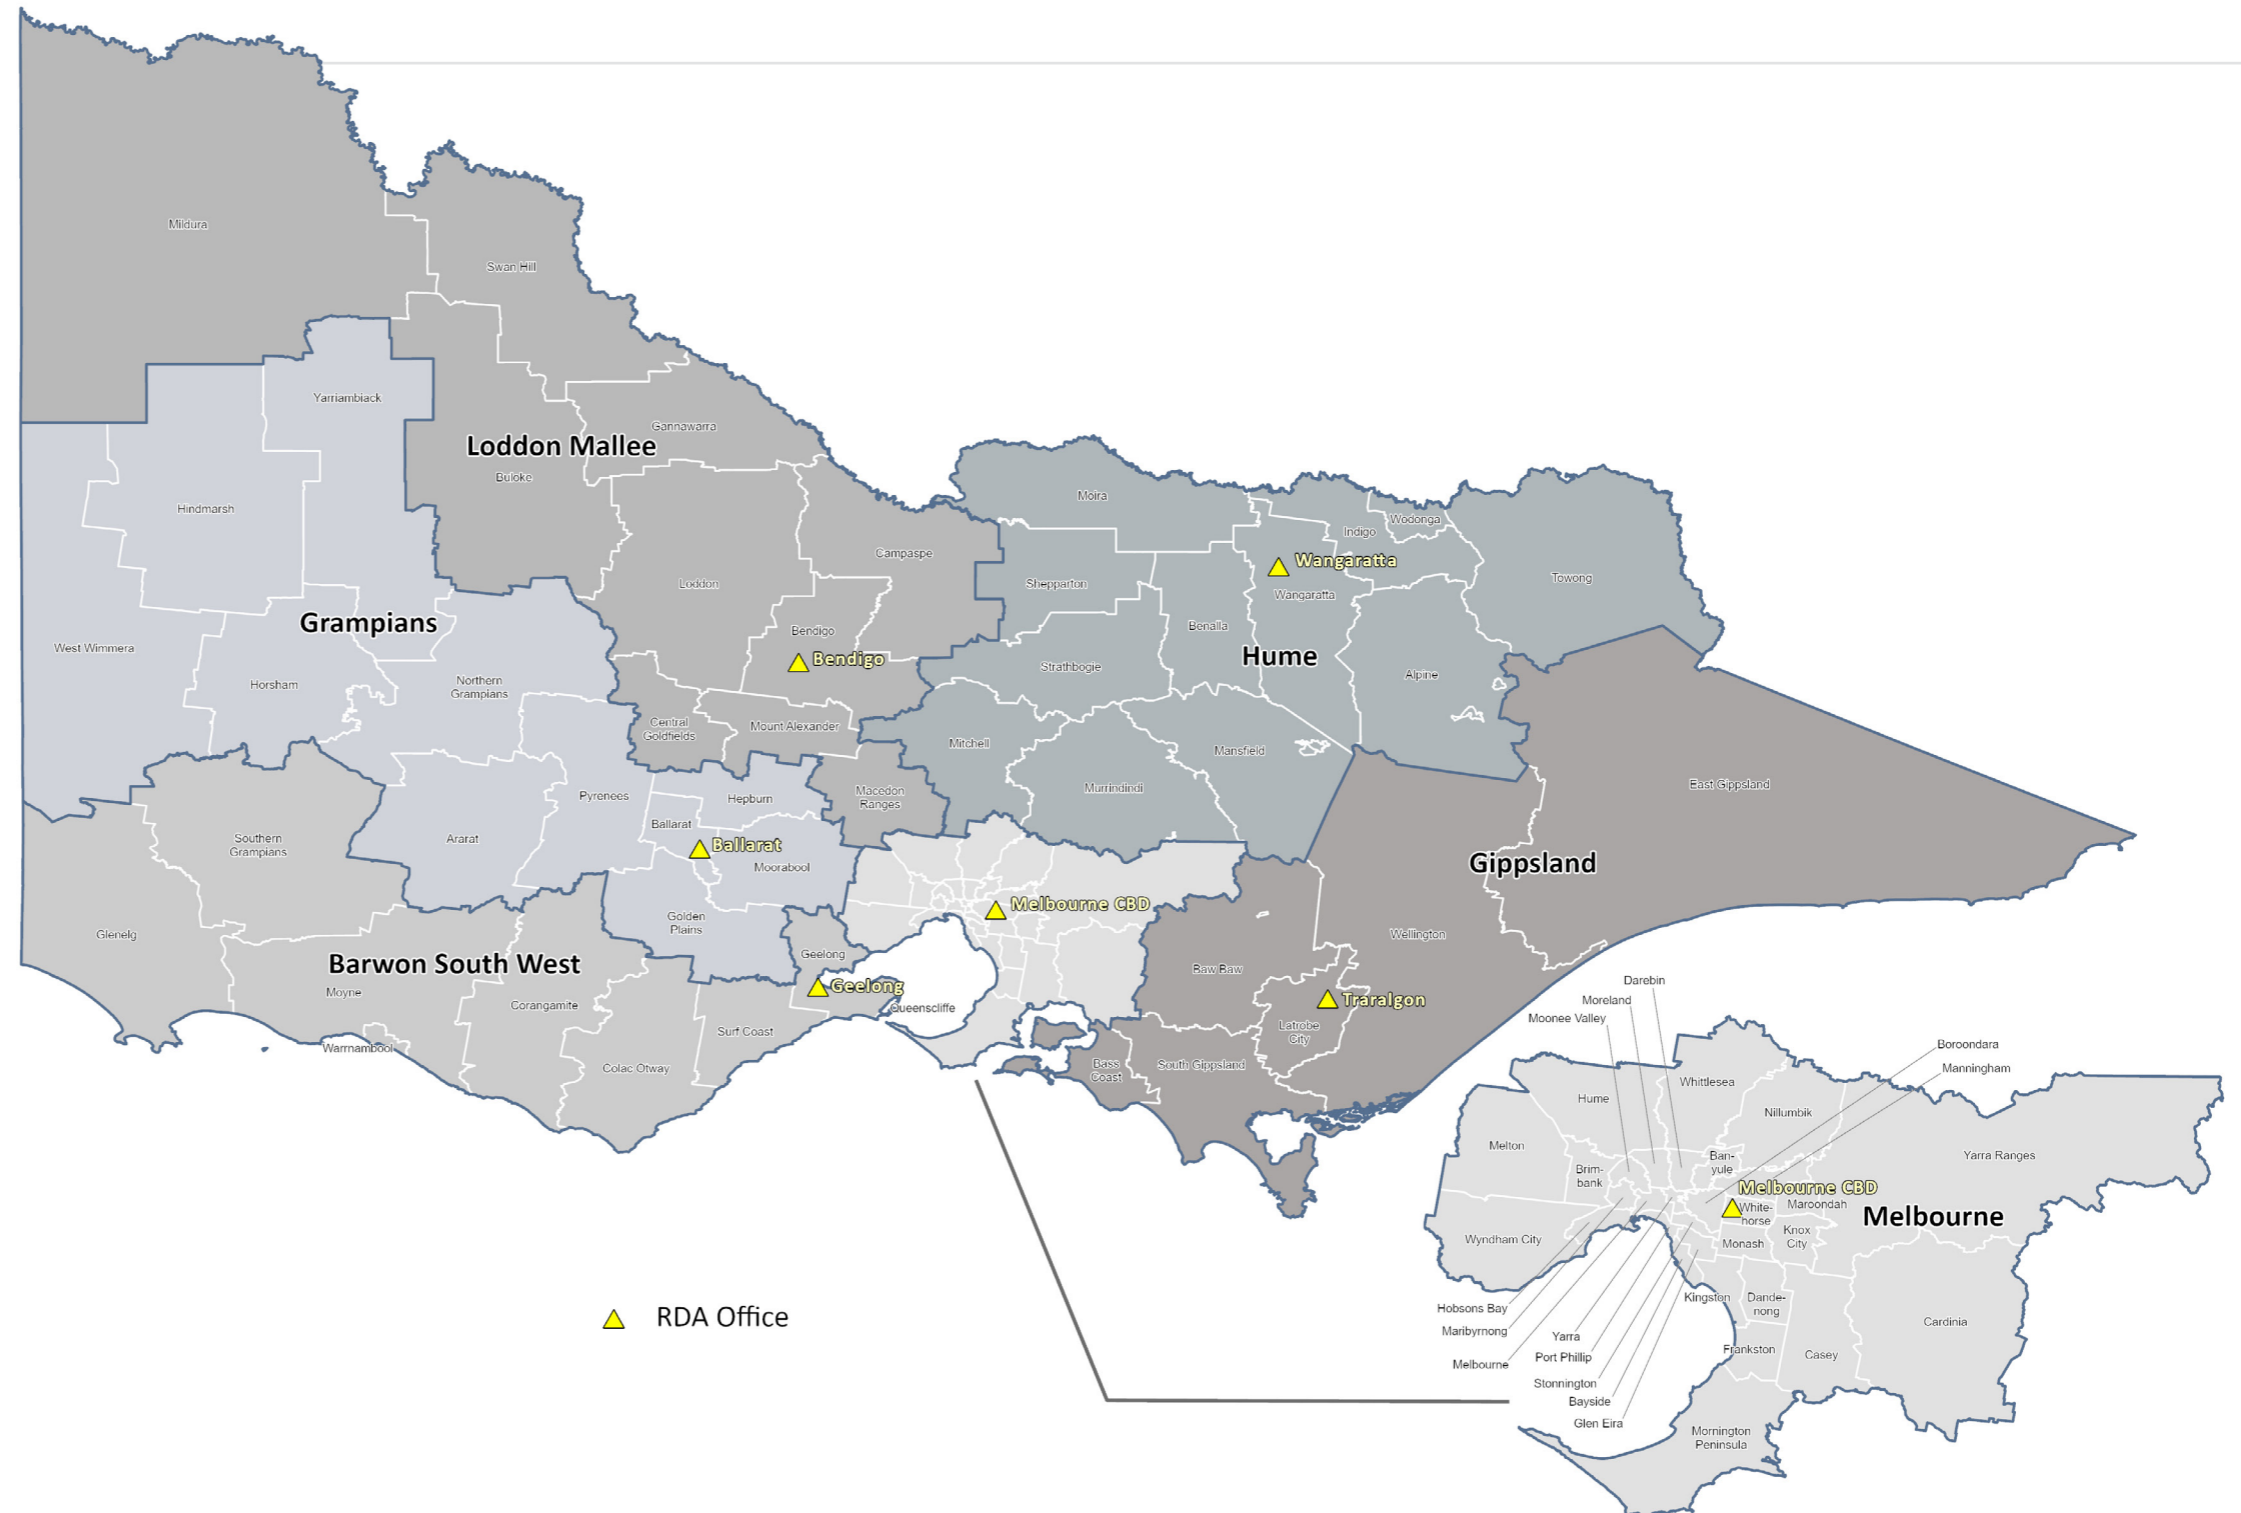 Mildura
Swan Hill
Yarriambiack
Gannawarra
Loddon Mallee
Buloke
Hindmarsh
Campaspe
Loddon
Grampians
West Wimmera
Horsham
Northern
Grampians
Bendigo
Bendigo
Central
Goldfields
Mount Alexander
Macedon
Ranges
Moira
Indigo
Wodonga
Wangaratta
Wangaratta
Shepparton
Towong
Benalla
Strathbogie
Hume
Alpine
Mitchell
Mansfield
Murrindindi
East Gippsland
Gippsland
Wellington
Baw Baw
Traralgon
Latrobe
City
Bass
Coast
South Gippsland
Pyrenees
Hepburn
Ballarat
Ballarat
Moorabool
Ararat
Southern
Grampians
Golden
Plains
Melbourne CBD
Glenelg
Barwon South West
Moyne
Corangamite
Geelong
Geelong
Queenscliffe
Surf Coast
Warrnambool
Colac Otway
Darebin
Moreland
Moonee Valley
Boroondara
Manningham
Whittlesea
Hume
Nillumbik
Melton
Ban-
yule
Yarra Ranges
Brim-
bank
Melbourne CBD
Maroondah
White-
horse
Melbourne
Wyndham City
Monash
Knox
City
Kingston
Dande-
nong
Hobsons Bay
Maribyrnong
Melbourne
Yarra
Port Phillip
Stonnington
Bayside
Glen Eira
Frankston
Casey
Cardinia
Mornington
Peninsula
RDA Office